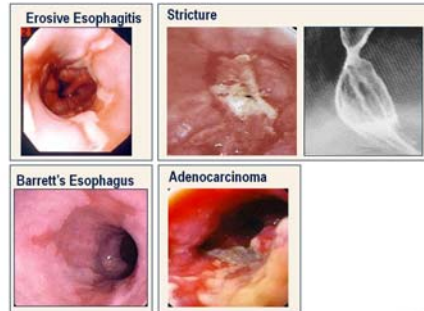 Erosive Esophagitis
Stricture
Barrett's Esophagus
Adenocarcinoma